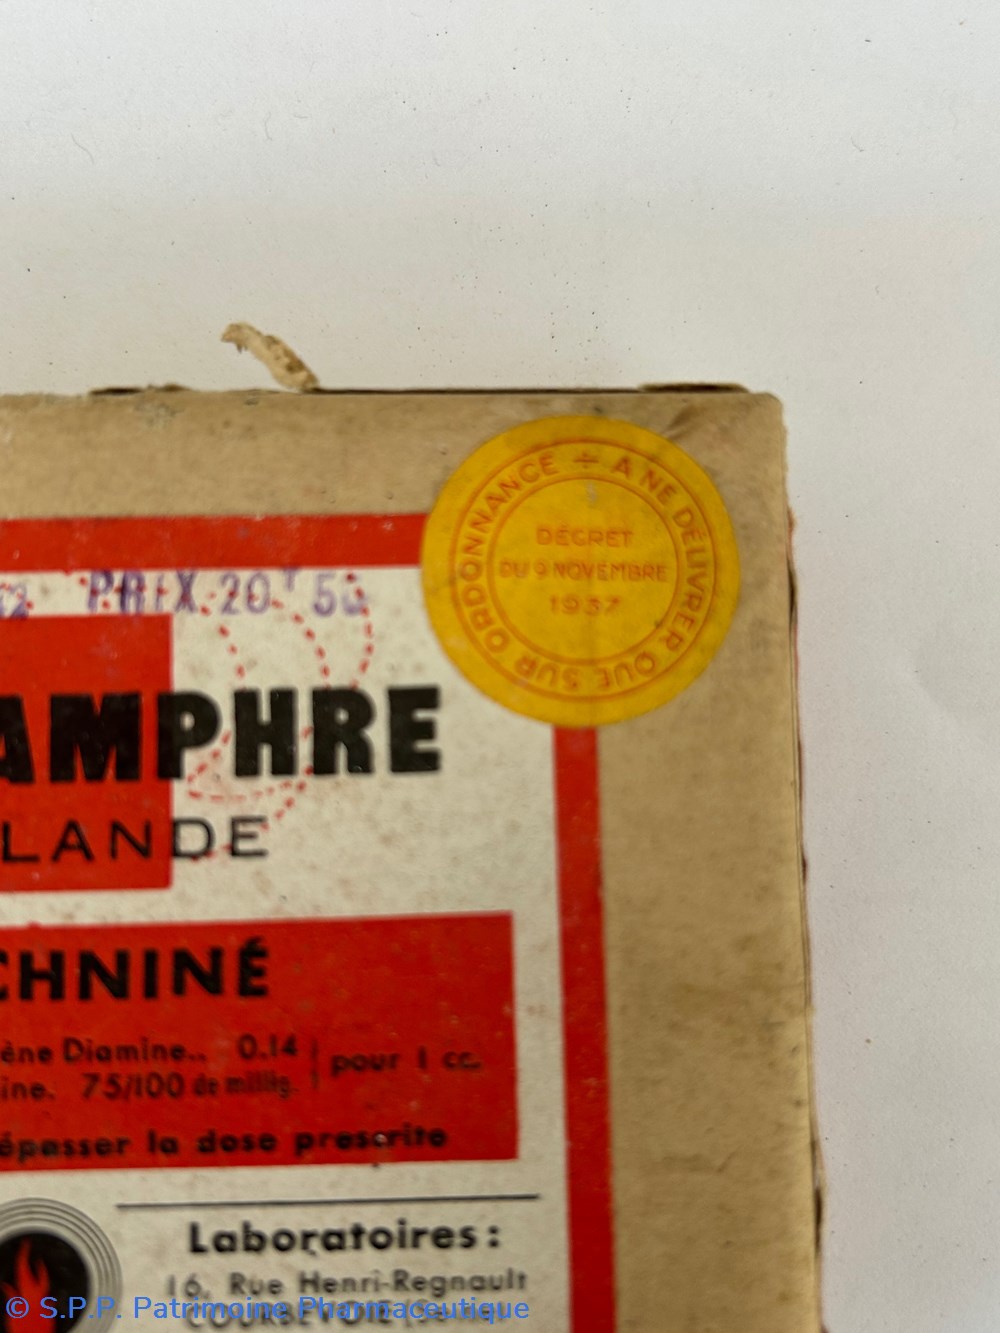 ORDONNANCE ÷ A NE DÉLIVRER QUE SUR
DÉCRET
DU 9 NOVEMBRE
1937
PRIX 20 50
AMPHRE
LANDE
CHNINÉ
ène Diamine.. 0.14
ine. 75/100 de millig.
pour 1 cc.
épasser la dose prescrite
Laboratoires :
16, Rue Henri-Regnault
COURBEVOIE
© S.P.P. Patrimoine Pharmaceutique